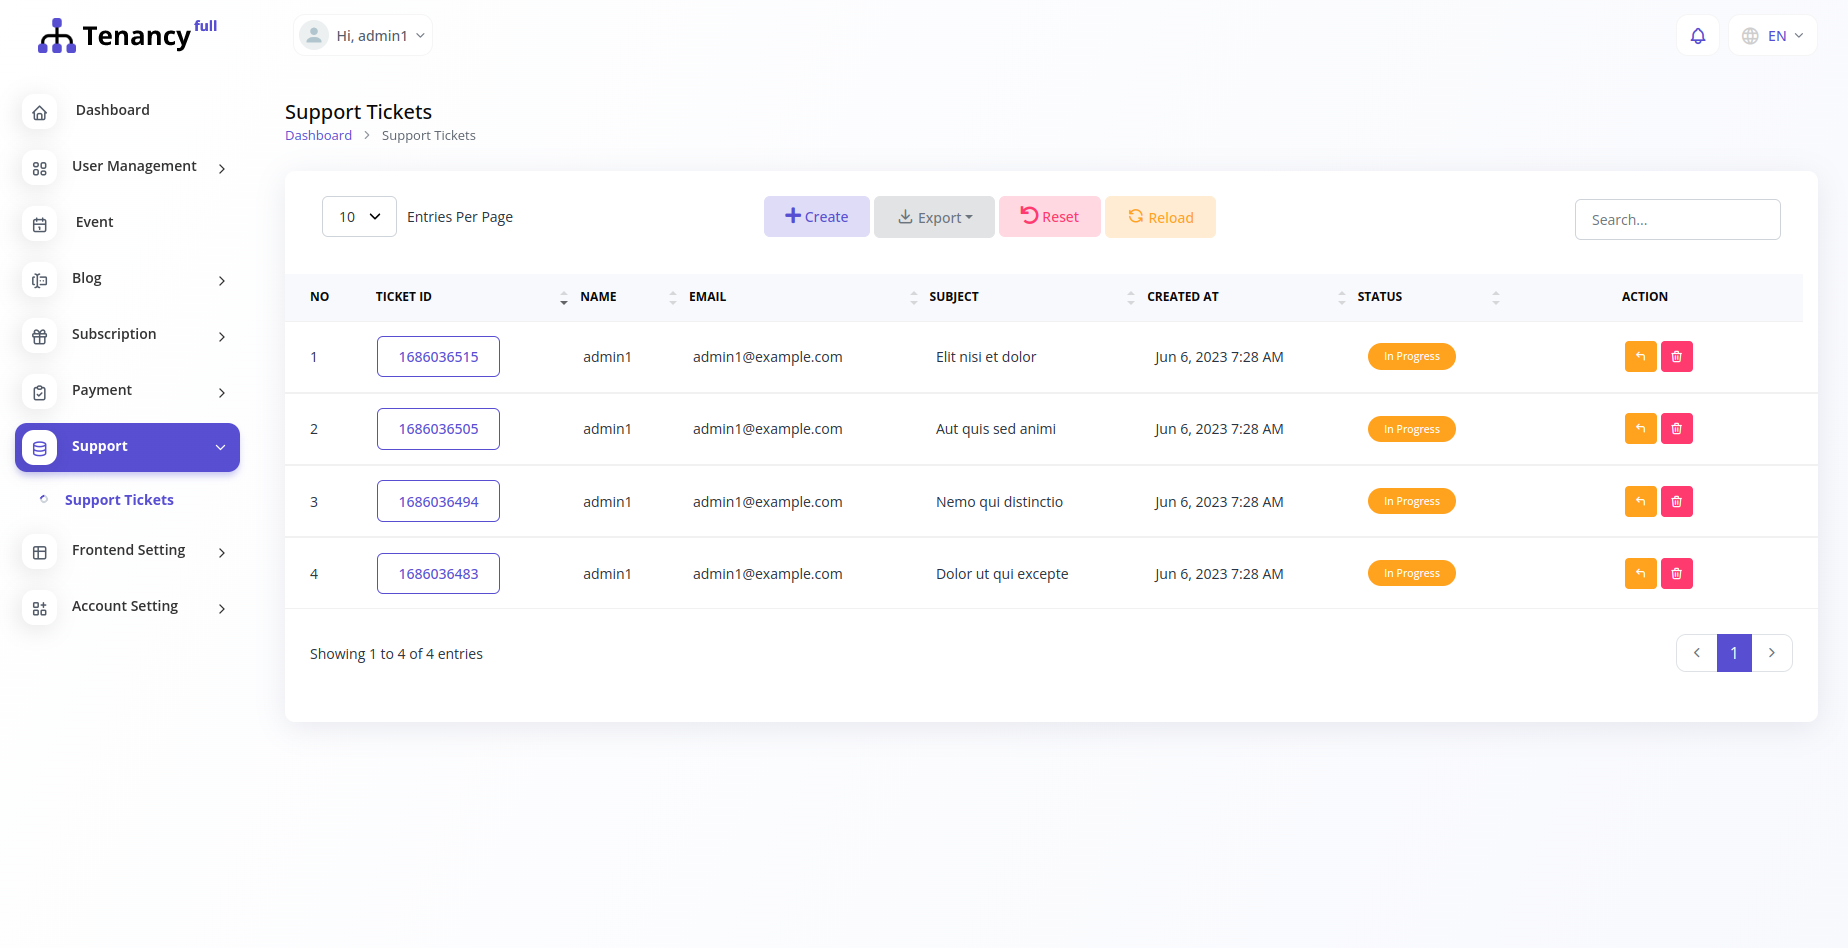 Tenancy full
Hi, admin1
EN
Dashboard
User Management
Event
Blog
Subscription
Payment
Support
Support Tickets
Frontend Setting
Account Setting
Support Tickets
Dashboard > Support Tickets
10 Entries Per Page
Create
Export
Reset
Reload
Search...
NO TICKET ID NAME EMAIL SUBJECT CREATED AT STATUS ACTION
1 1686036515 admin1 admin1@example.com Elit nisi et dolor Jun 6, 2023 7:28 AM In Progress
2 1686036505 admin1 admin1@example.com Aut quis sed animi Jun 6, 2023 7:28 AM In Progress
3 1686036494 admin1 admin1@example.com Nemo qui distinctio Jun 6, 2023 7:28 AM In Progress
4 1686036483 admin1 admin1@example.com Dolor ut qui excepte Jun 6, 2023 7:28 AM In Progress
Showing 1 to 4 of 4 entries
1